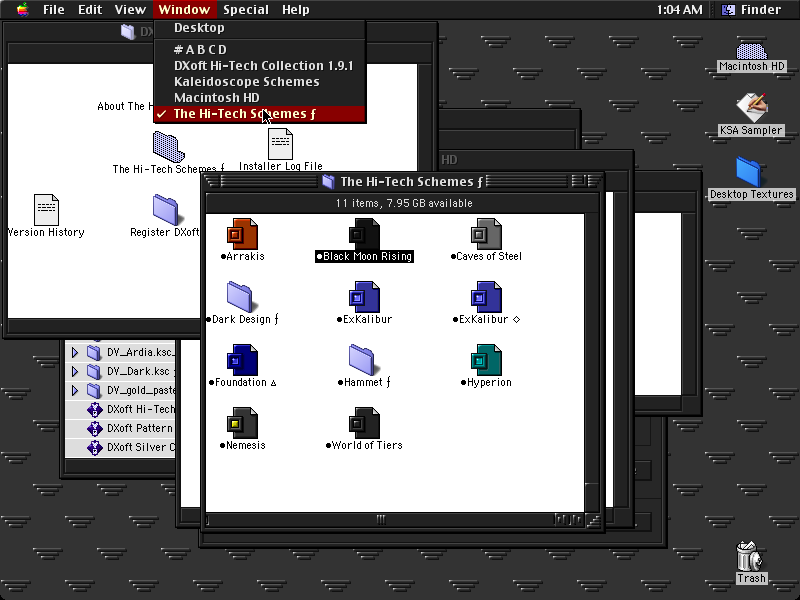 File Edit View Window Special Help 1:04 AM Finder
Desktop
# A B C D
DXoft Hi-Tech Collection 1.9.1
Kaleidoscope Schemes
Macintosh HD
✓ The Hi-Tech Schemes ƒ
DX
About The H
The Hi-Tech Schemes ƒ
Installer Log File
Version History
Register DXoft
HD
The Hi-Tech Schemes ƒ
11 items, 7.95 GB available
•Arrakis
•Black Moon Rising
•Caves of Steel
•Dark Design ƒ
•ExKalibur
•ExKalibur ◇
•Foundation ▵
•Hammet ƒ
•Hyperion
•Nemesis
•World of Tiers
DV_Ardia.ksc
DV_Dark.ksc
DV_gold_paste
DXoft Hi-Tech
DXoft Pattern
DXoft Silver C
Macintosh HD
KSA Sampler
Desktop Textures
Trash